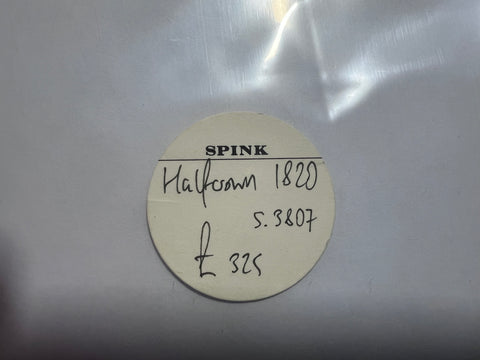 SPINK
Halfcrown 1820
S.3807
£ 325